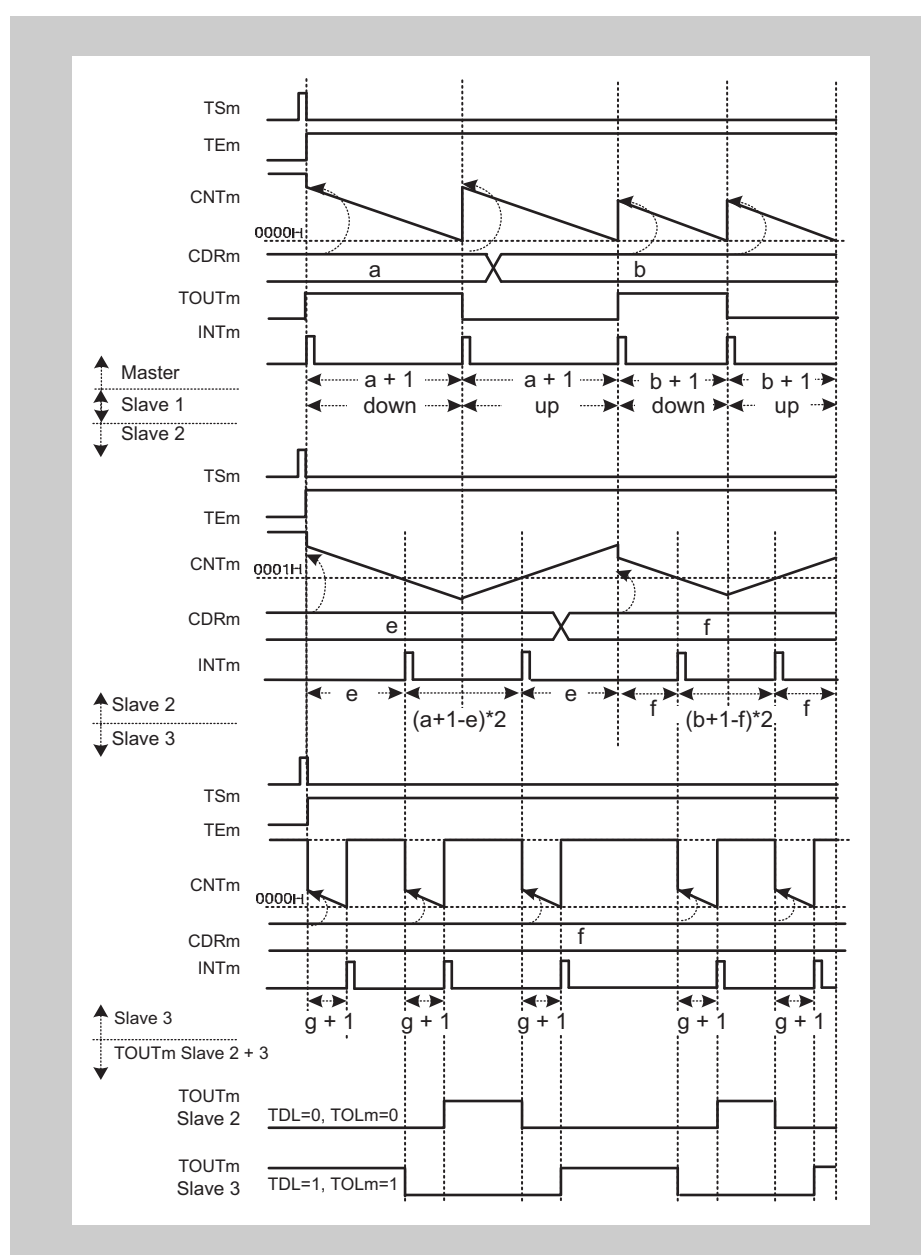 TSm
TEm
CNTm
0000H
CDRm
a b
TOUTm
INTm
Master
a + 1 a + 1 b + 1 b + 1
Slave 1
down up down up
Slave 2
TSm
TEm
CNTm
0001H
CDRm
e f
INTm
Slave 2
e (a+1-e)*2 e f (b+1-f)*2 f
Slave 3
TSm
TEm
CNTm
0000H
CDRm
f
INTm
Slave 3
g + 1 g + 1 g + 1 g + 1 g + 1
TOUTm Slave 2 + 3
TOUTm
Slave 2 TDL=0, TOLm=0
TOUTm
Slave 3 TDL=1, TOLm=1